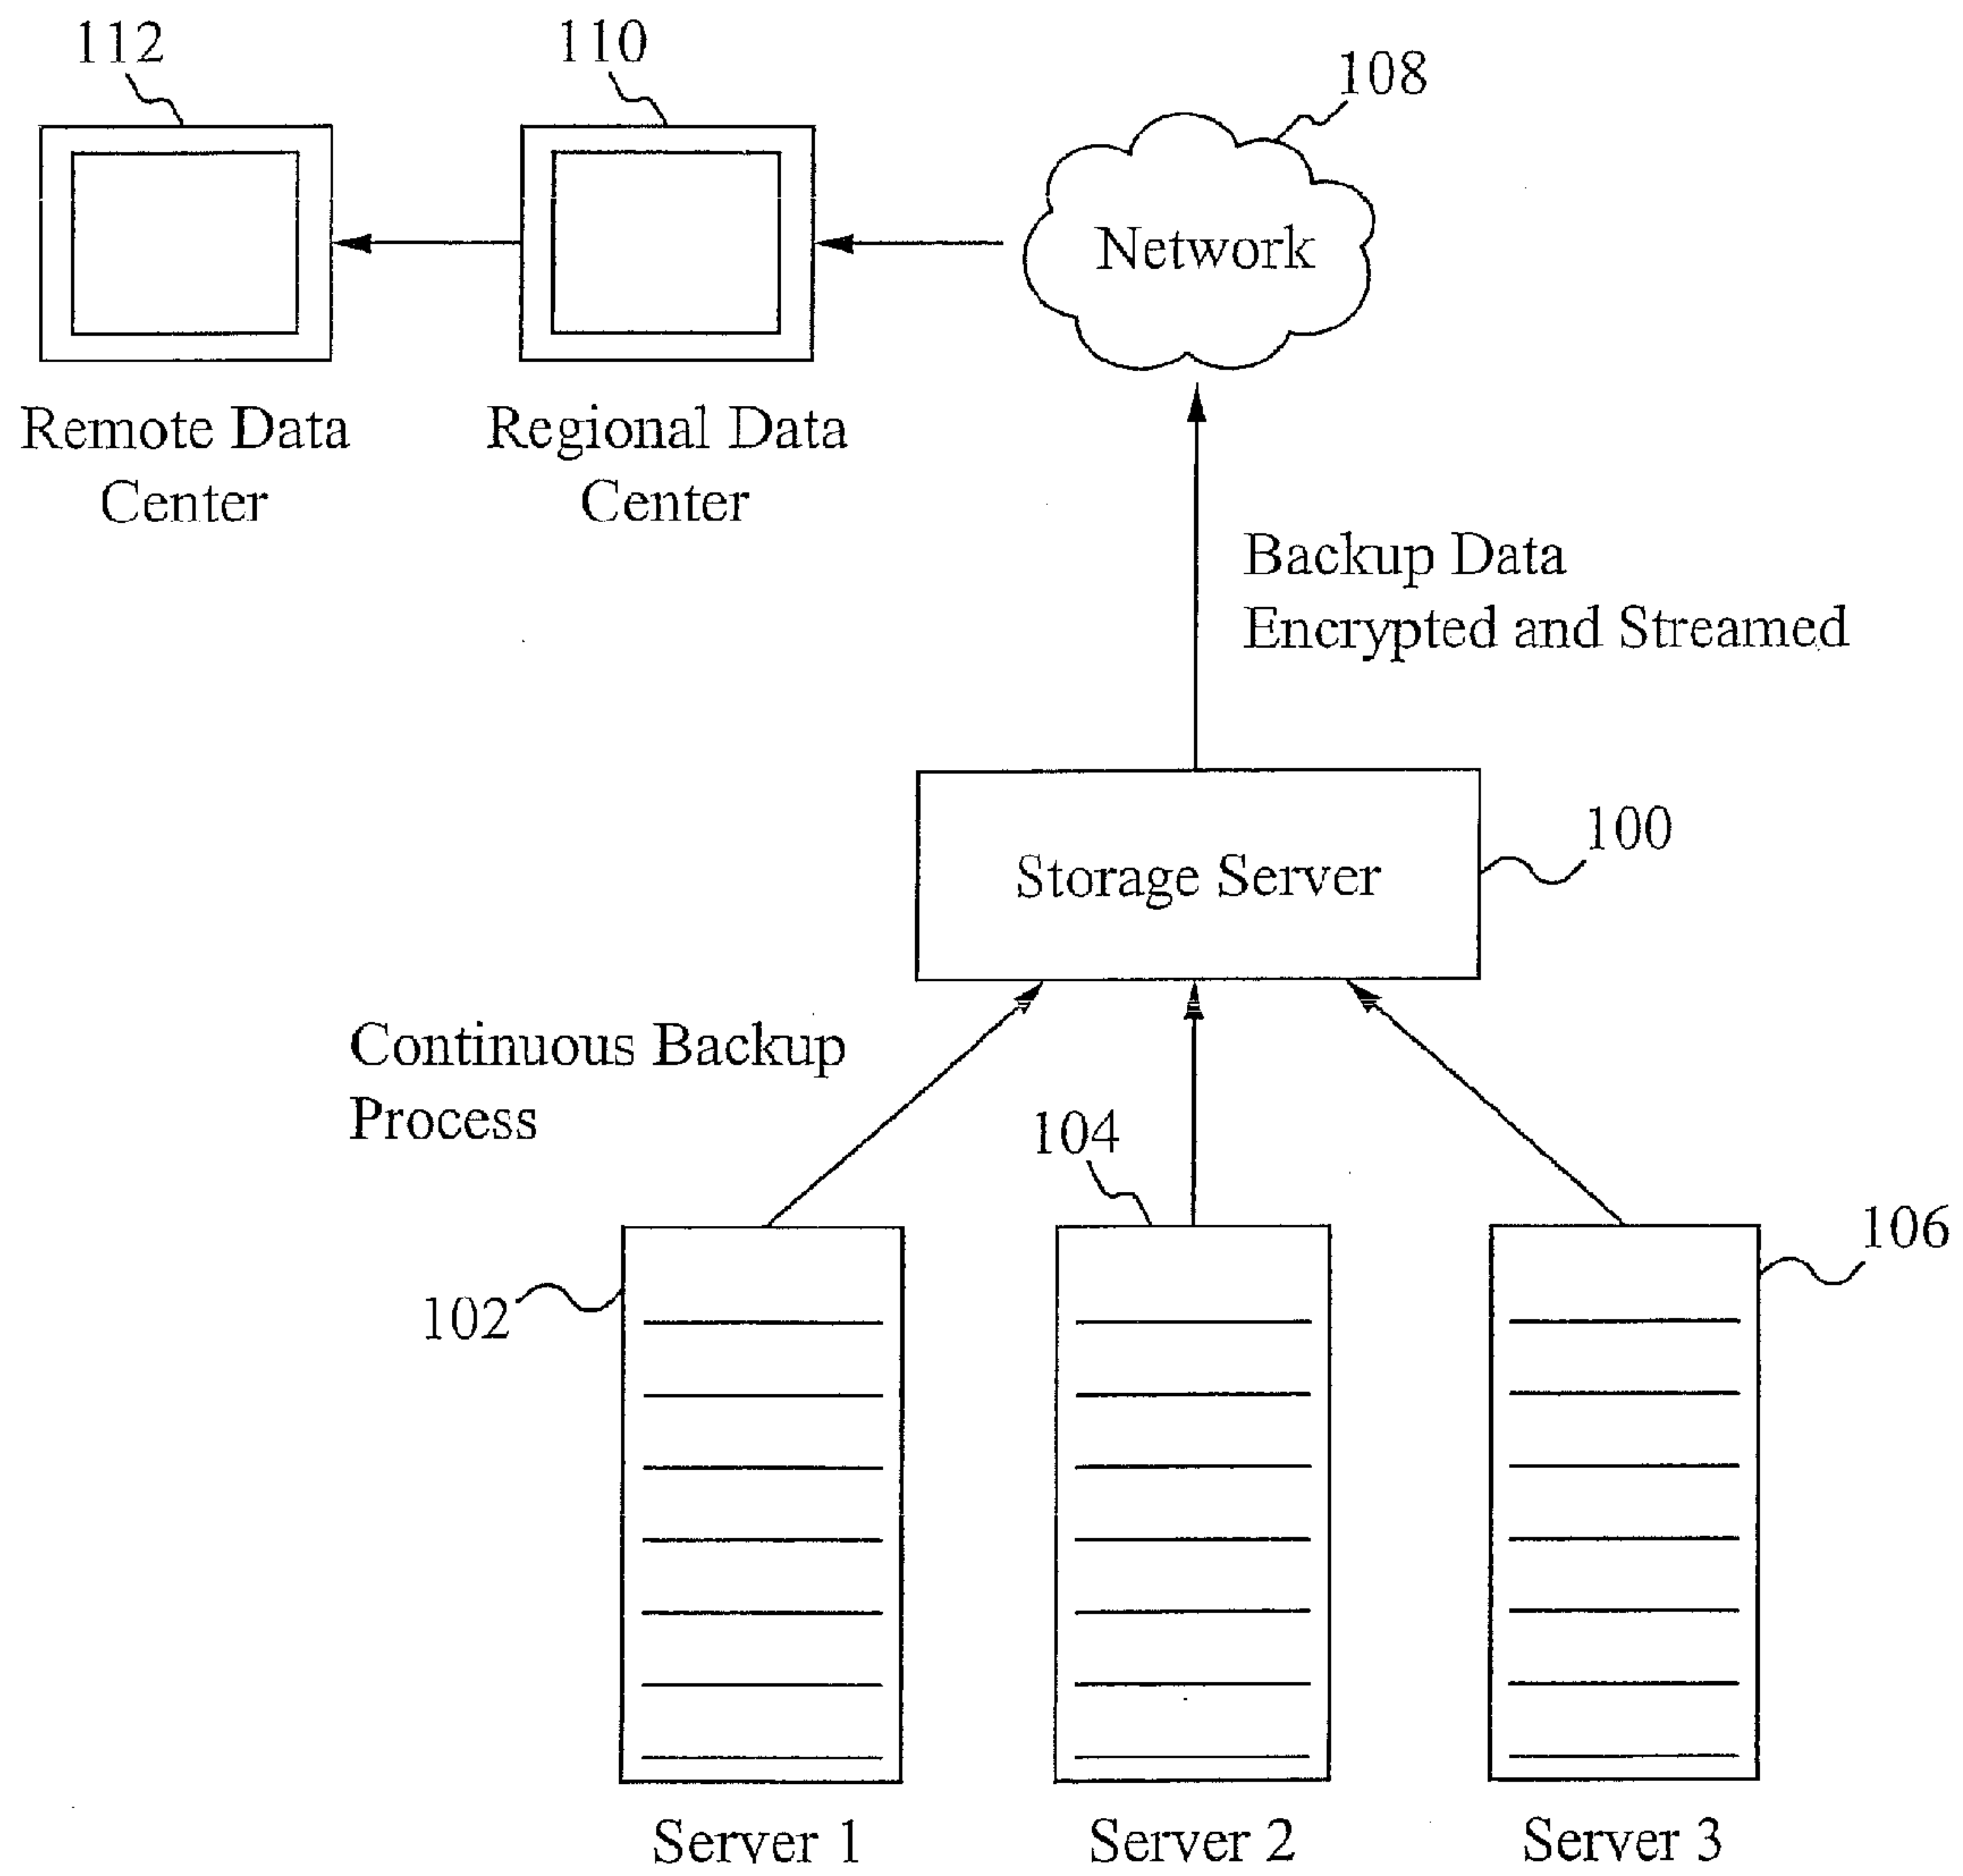 112
110
108
Network
Remote Data
Center
Regional Data
Center
Backup Data
Encrypted and Streamed
100
Storage Server
Continuous Backup
Process
104
106
102
Server 1
Server 2
Server 3